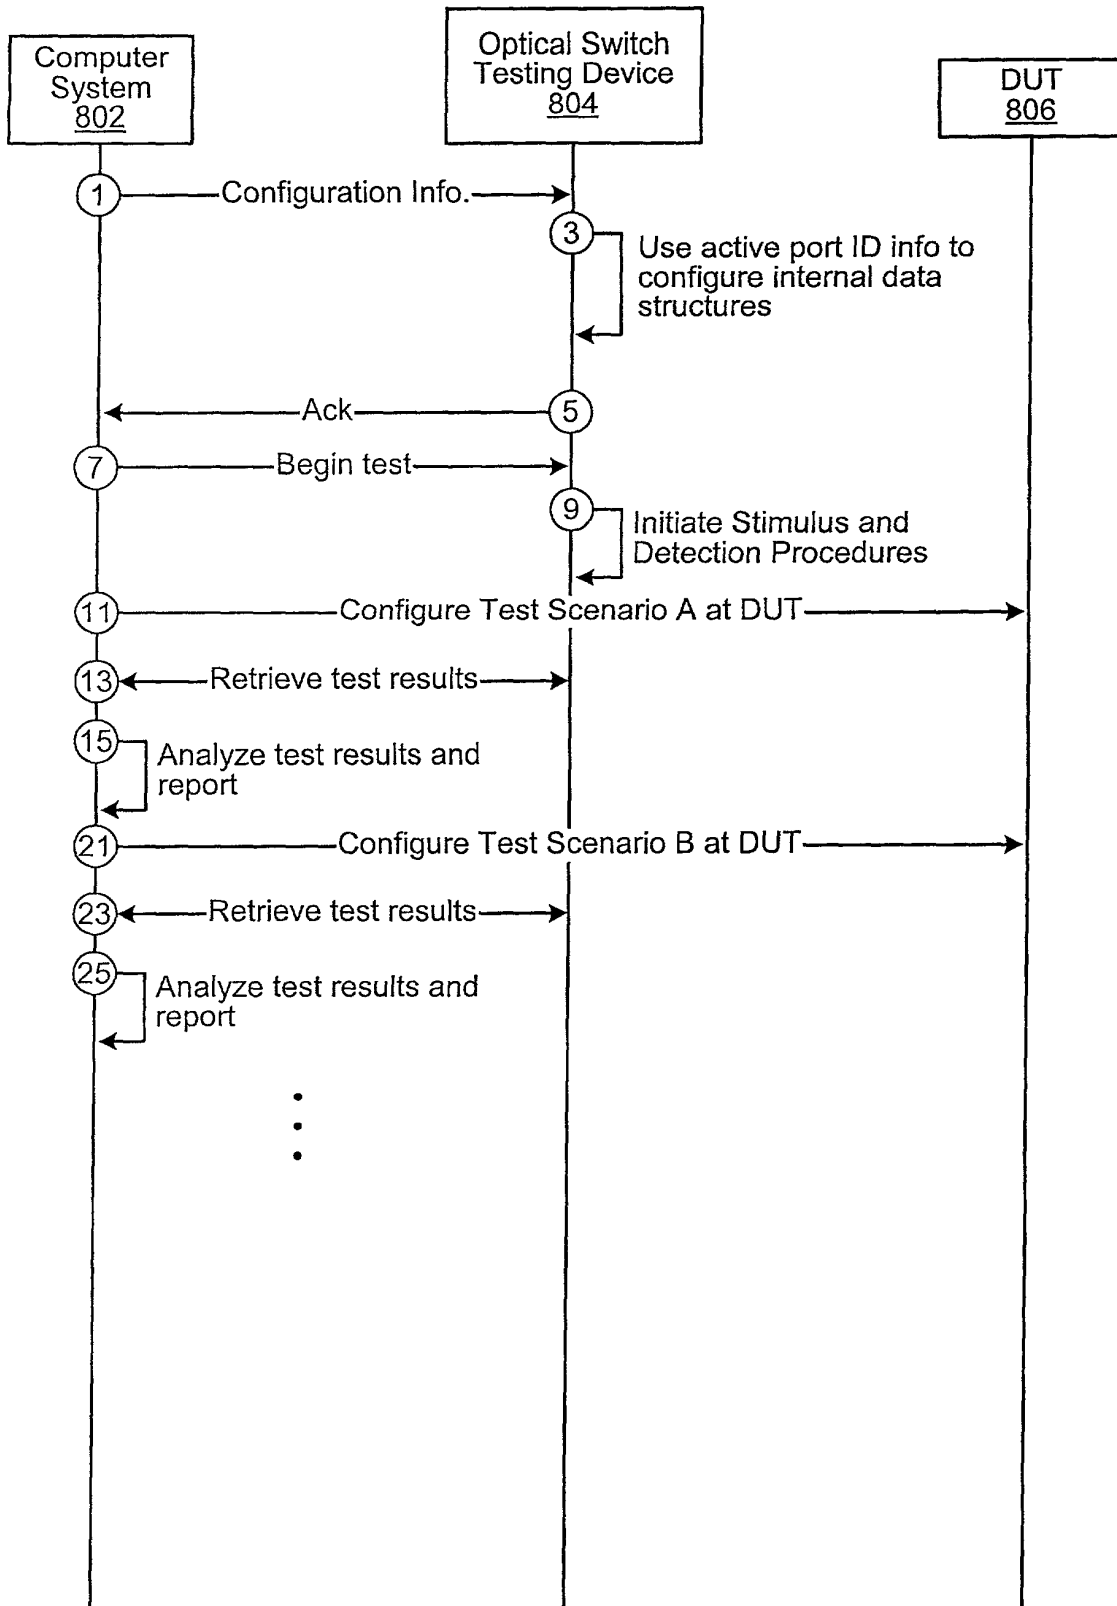 Computer
System
802
Optical Switch
Testing Device
804
DUT
806
1
Configuration Info.
3
Use active port ID info to
configure internal data
structures
Ack
5
7
Begin test
9
Initiate Stimulus and
Detection Procedures
11
Configure Test Scenario A at DUT
13
Retrieve test results
15
Analyze test results and
report
21
Configure Test Scenario B at DUT
23
Retrieve test results
25
Analyze test results and
report